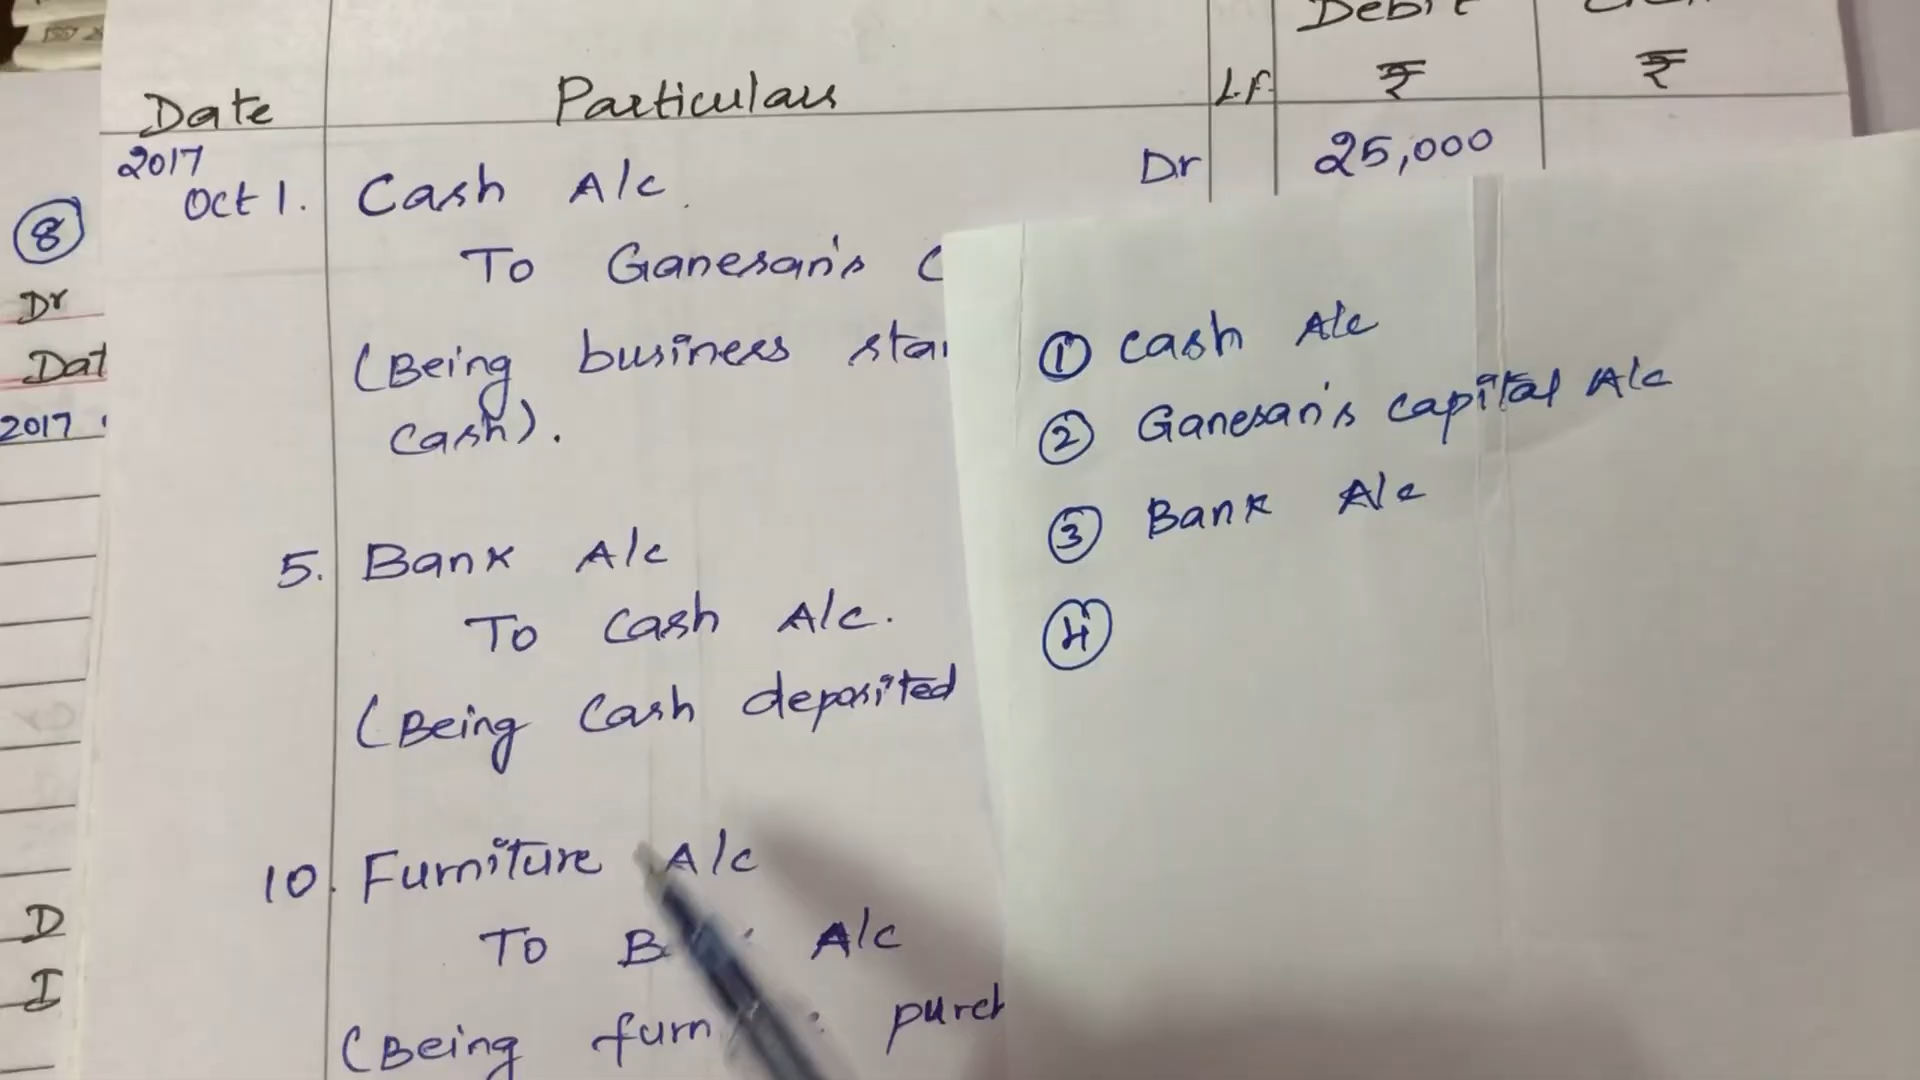 Debit
₹ ₹
Date Particulars L.F.
2017
Oct 1. Cash A/c. Dr 25,000
To Ganesan's C
(Being business star
cash).
5. Bank A/c
To Cash A/c.
(Being Cash deposited
10. Furniture A/c
To A/c
(Being furn purch
① Cash A/c
② Ganesan's capital A/c
③ Bank A/c
④
⑧
Dr
Dat
2017
D
I